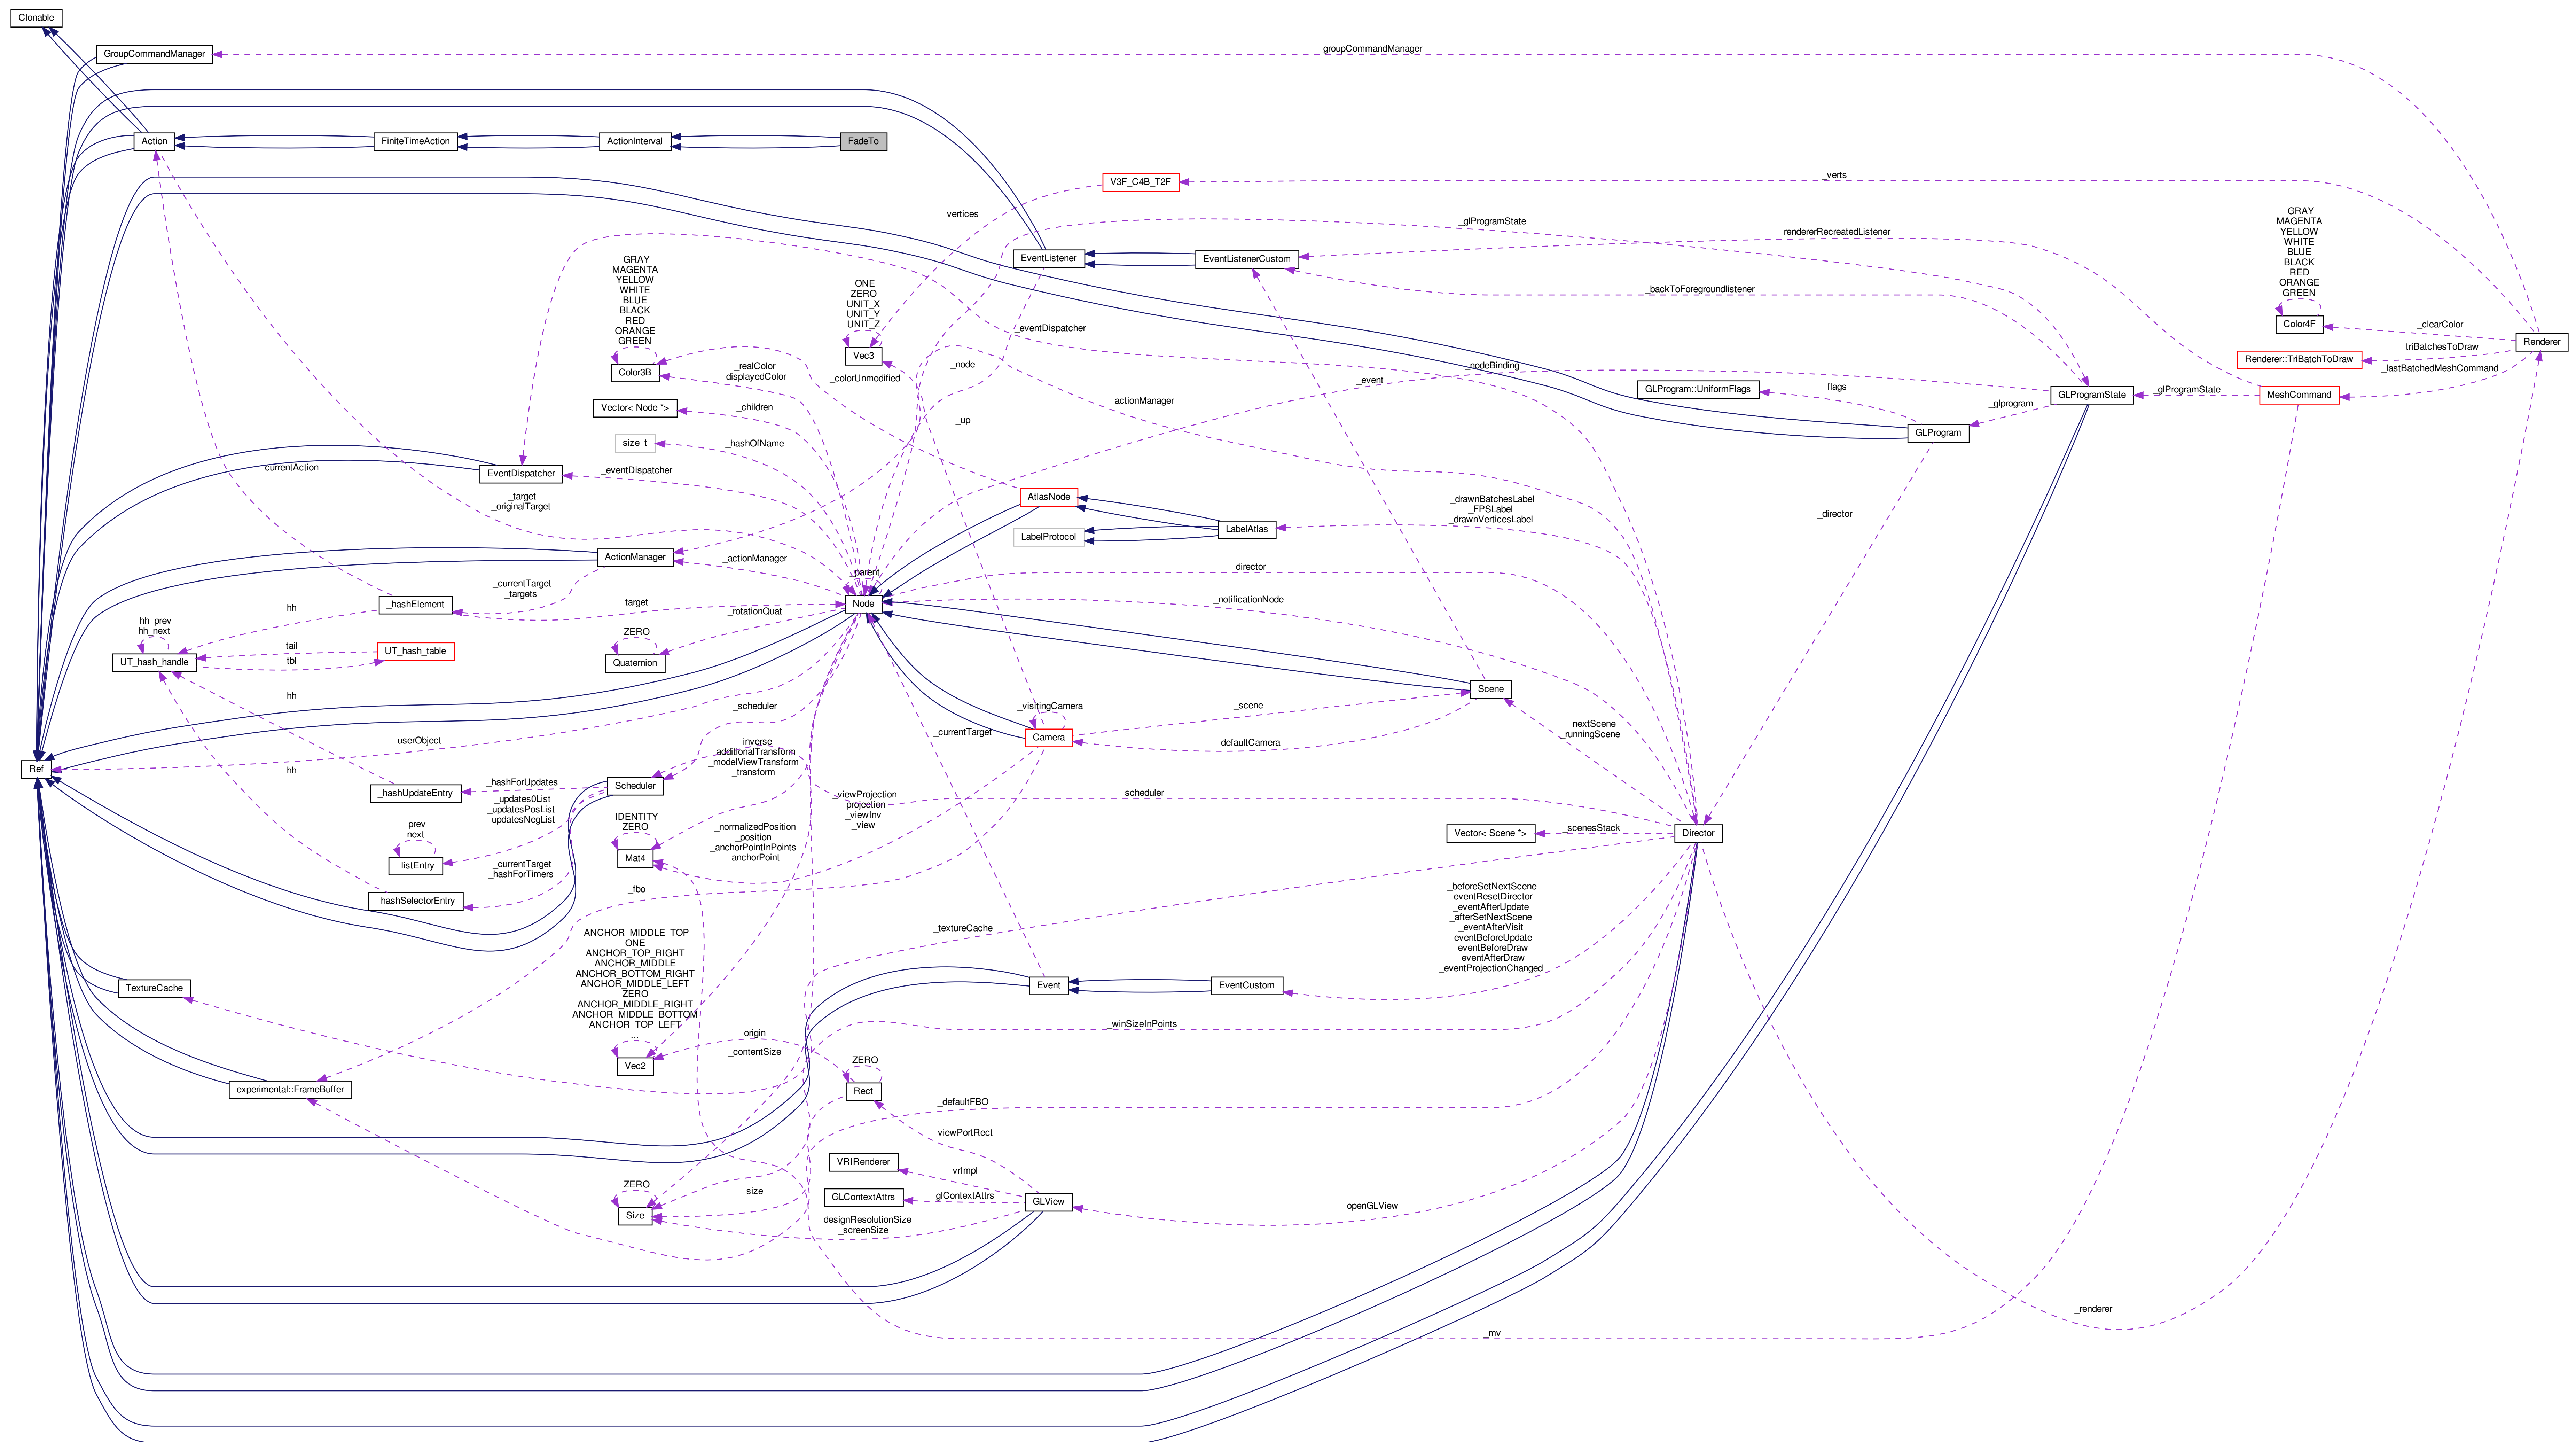 Clonable
GroupCommandManager
_groupCommandManager
Action
FiniteTimeAction
ActionInterval
FadeTo
V3F_C4B_T2F
_verts
vertices
_glProgramState
_rendererRecreatedListener
GRAY
MAGENTA
YELLOW
WHITE
BLUE
BLACK
RED
ORANGE
GREEN
EventListener
EventListenerCustom
GRAY
MAGENTA
YELLOW
WHITE
BLUE
BLACK
RED
ORANGE
GREEN
ONE
ZERO
UNIT_X
UNIT_Y
UNIT_Z
_backToForegroundlistener
Color4F
_clearColor
Renderer
_eventDispatcher
Vec3
_triBatchesToDraw
Renderer::TriBatchToDraw
_lastBatchedMeshCommand
Color3B
_realColor
_displayedColor
_colorUnmodified
_node
_nodeBinding
_event
GLProgram::UniformFlags
_flags
GLProgramState
_glProgramState
MeshCommand
Vector< Node *>
_children
_actionManager
_glprogram
_up
GLProgram
size_t
_hashOfName
currentAction
EventDispatcher
_eventDispatcher
_target
_originalTarget
AtlasNode
_drawnBatchesLabel
_FPSLabel
_drawnVerticesLabel
_director
LabelAtlas
LabelProtocol
ActionManager
_actionManager
_parent
_director
_currentTarget
_targets
_hashElement
hh
target
Node
_notificationNode
_rotationQuat
hh_prev
hh_next
ZERO
tail
UT_hash_table
UT_hash_handle
tbl
Quaternion
Scene
hh
_scheduler
_visitingCamera
_scene
_nextScene
_runningScene
_currentTarget
Camera
_defaultCamera
_userObject
_inverse
_additionalTransform
_modelViewTransform
_transform
Ref
hh
_hashForUpdates
Scheduler
_hashUpdateEntry
_viewProjection
_projection
_viewInv
_view
_scheduler
_updates0List
_updatesPosList
_updatesNegList
IDENTITY
ZERO
_normalizedPosition
_position
_anchorPointInPoints
_anchorPoint
Vector< Scene *>
_scenesStack
Director
prev
next
_listEntry
Mat4
_currentTarget
_hashForTimers
_fbo
_hashSelectorEntry
_beforeSetNextScene
_eventResetDirector
_eventAfterUpdate
_afterSetNextScene
_eventAfterVisit
_eventBeforeUpdate
_eventBeforeDraw
_eventAfterDraw
_eventProjectionChanged
_textureCache
ANCHOR_MIDDLE_TOP
ONE
ANCHOR_TOP_RIGHT
ANCHOR_MIDDLE
ANCHOR_BOTTOM_RIGHT
ANCHOR_MIDDLE_LEFT
ZERO
ANCHOR_MIDDLE_RIGHT
ANCHOR_MIDDLE_BOTTOM
ANCHOR_TOP_LEFT
...
TextureCache
Event
EventCustom
_winSizeInPoints
origin
_contentSize
Vec2
ZERO
Rect
experimental::FrameBuffer
_defaultFBO
_viewPortRect
VRIRenderer
_vrImpl
ZERO
size
GLContextAttrs
_glContextAttrs
GLView
_openGLView
Size
_designResolutionSize
_screenSize
_renderer
_mv